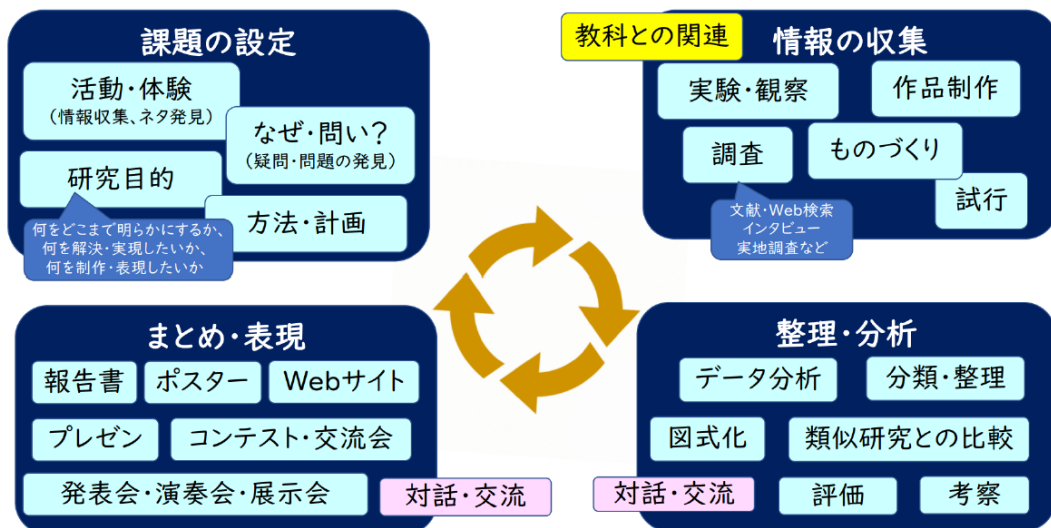 課題の設定
活動・体験
(情報収集、ネタ発見)
なぜ・問い?
(疑問・問題の発見)
研究目的
何をどこまで明らかにするか、
何を解決・実現したいか、
何を制作・表現したいか
方法・計画
教科との関連
情報の収集
実験・観察
作品制作
調査
ものづくり
文献・Web検索
インタビュー
実地調査など
試行
まとめ・表現
報告書
ポスター
Webサイト
プレゼン
コンテスト・交流会
発表会・演奏会・展示会
対話・交流
整理・分析
データ分析
分類・整理
図式化
類似研究との比較
対話・交流
評価
考察